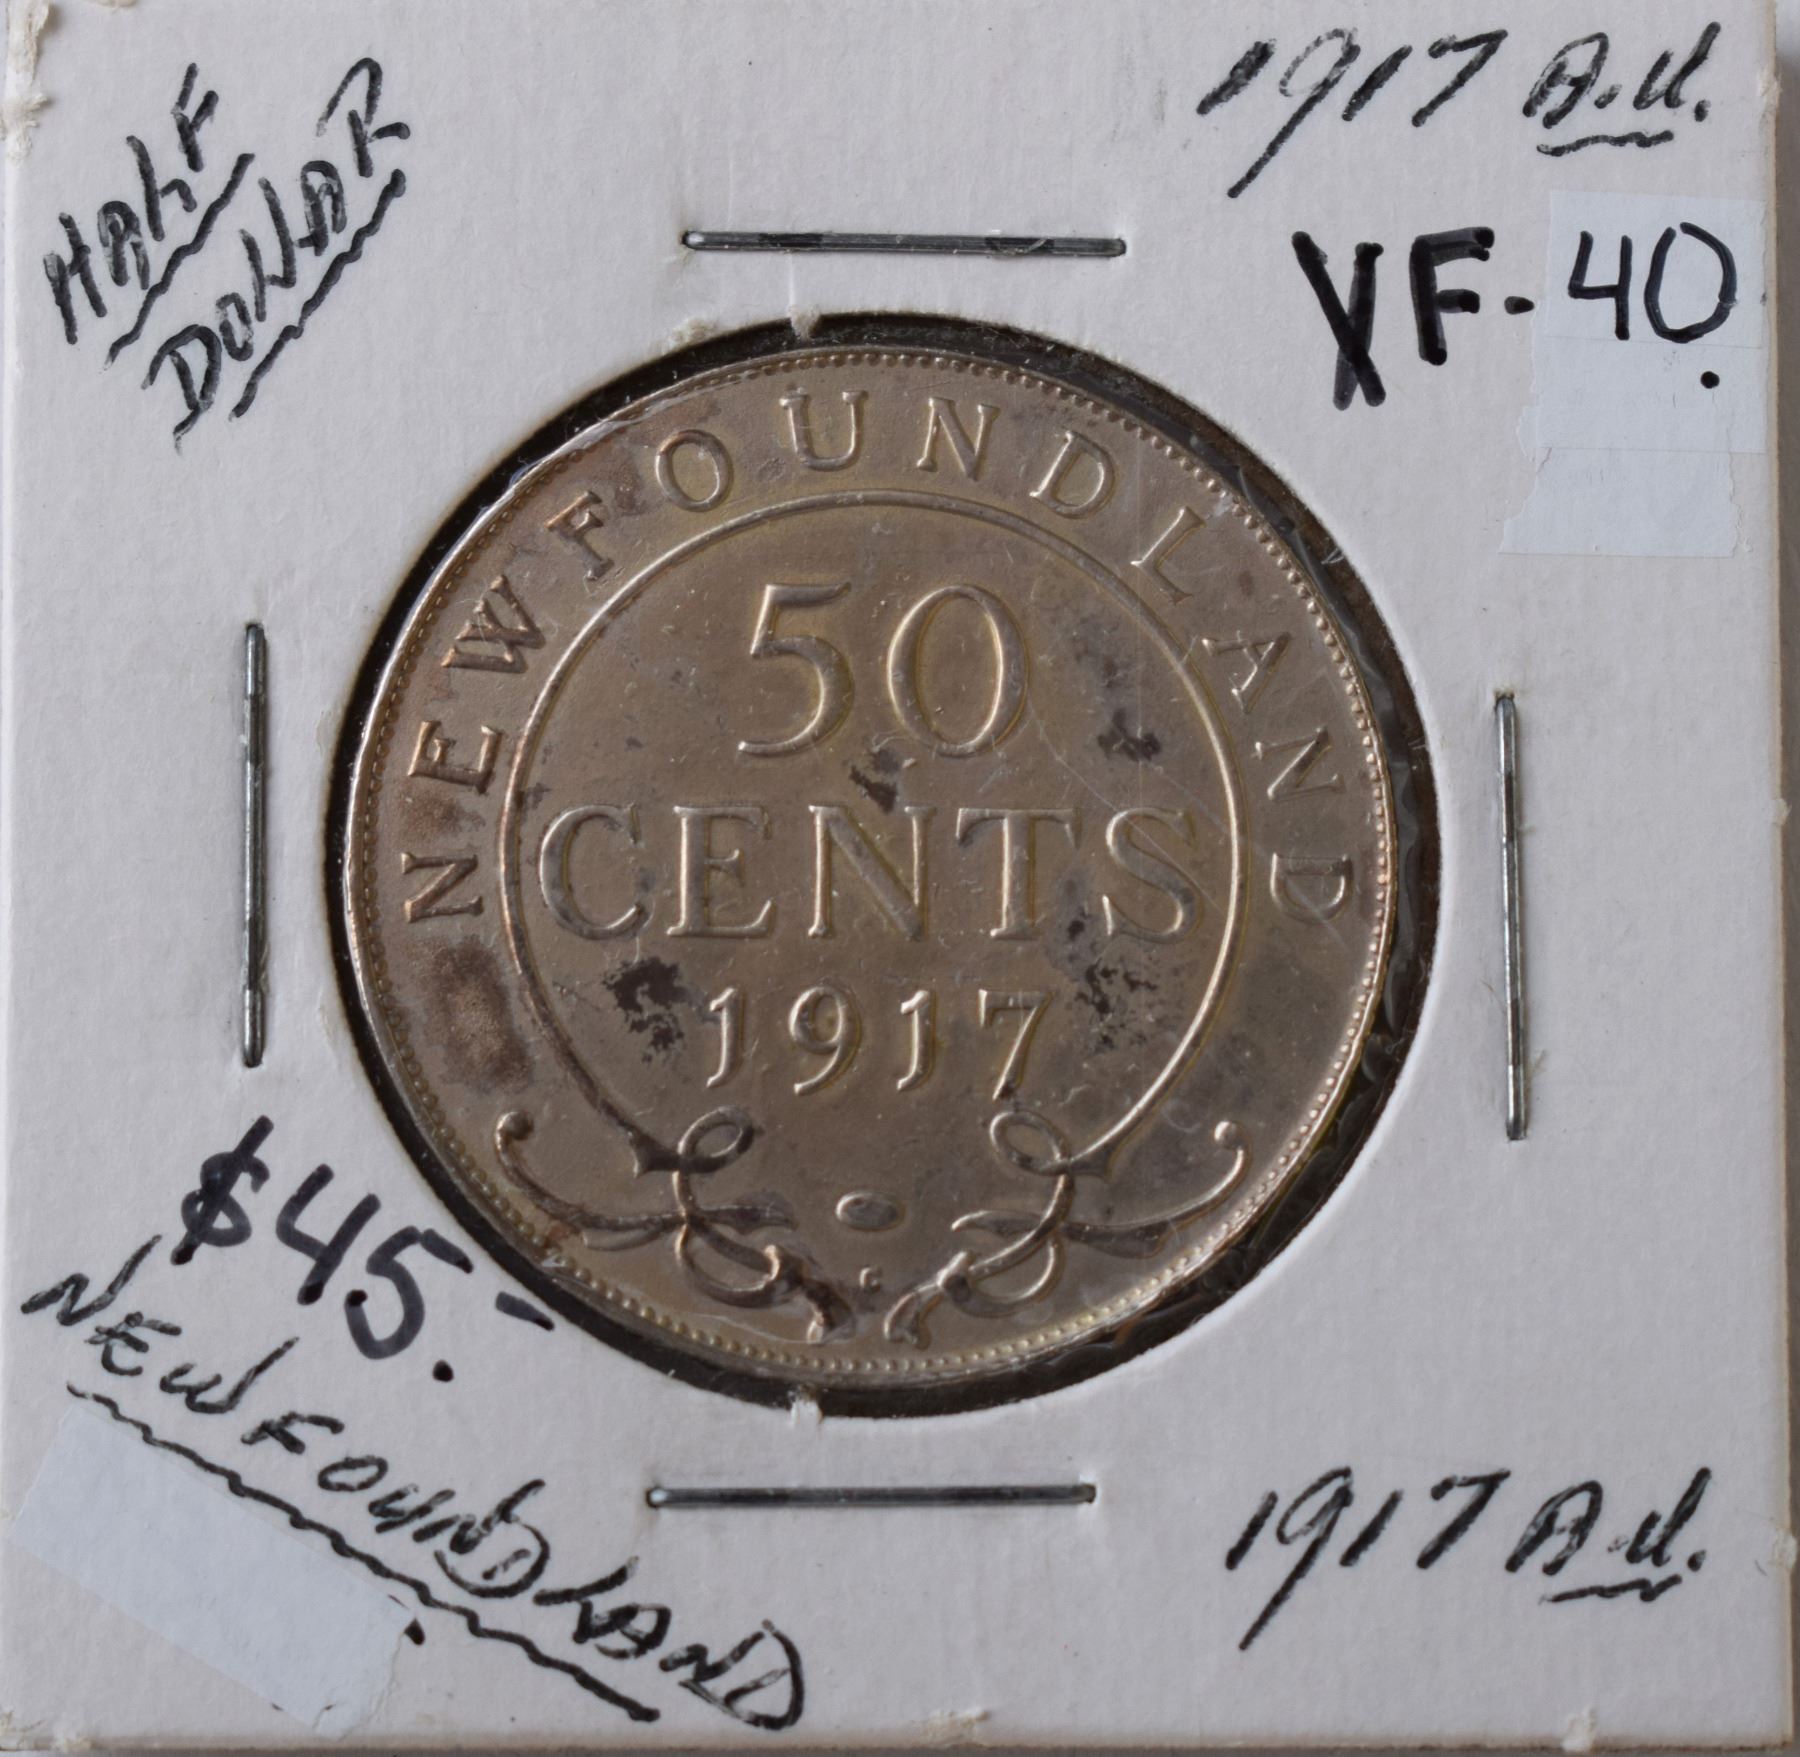 HALF
DOLLAR
1917 A.U.
XF-40.
NEWFOUNDLAND
50
CENTS
1917
C
$45.-
NEWFOUNDLAND
1917 A.U.